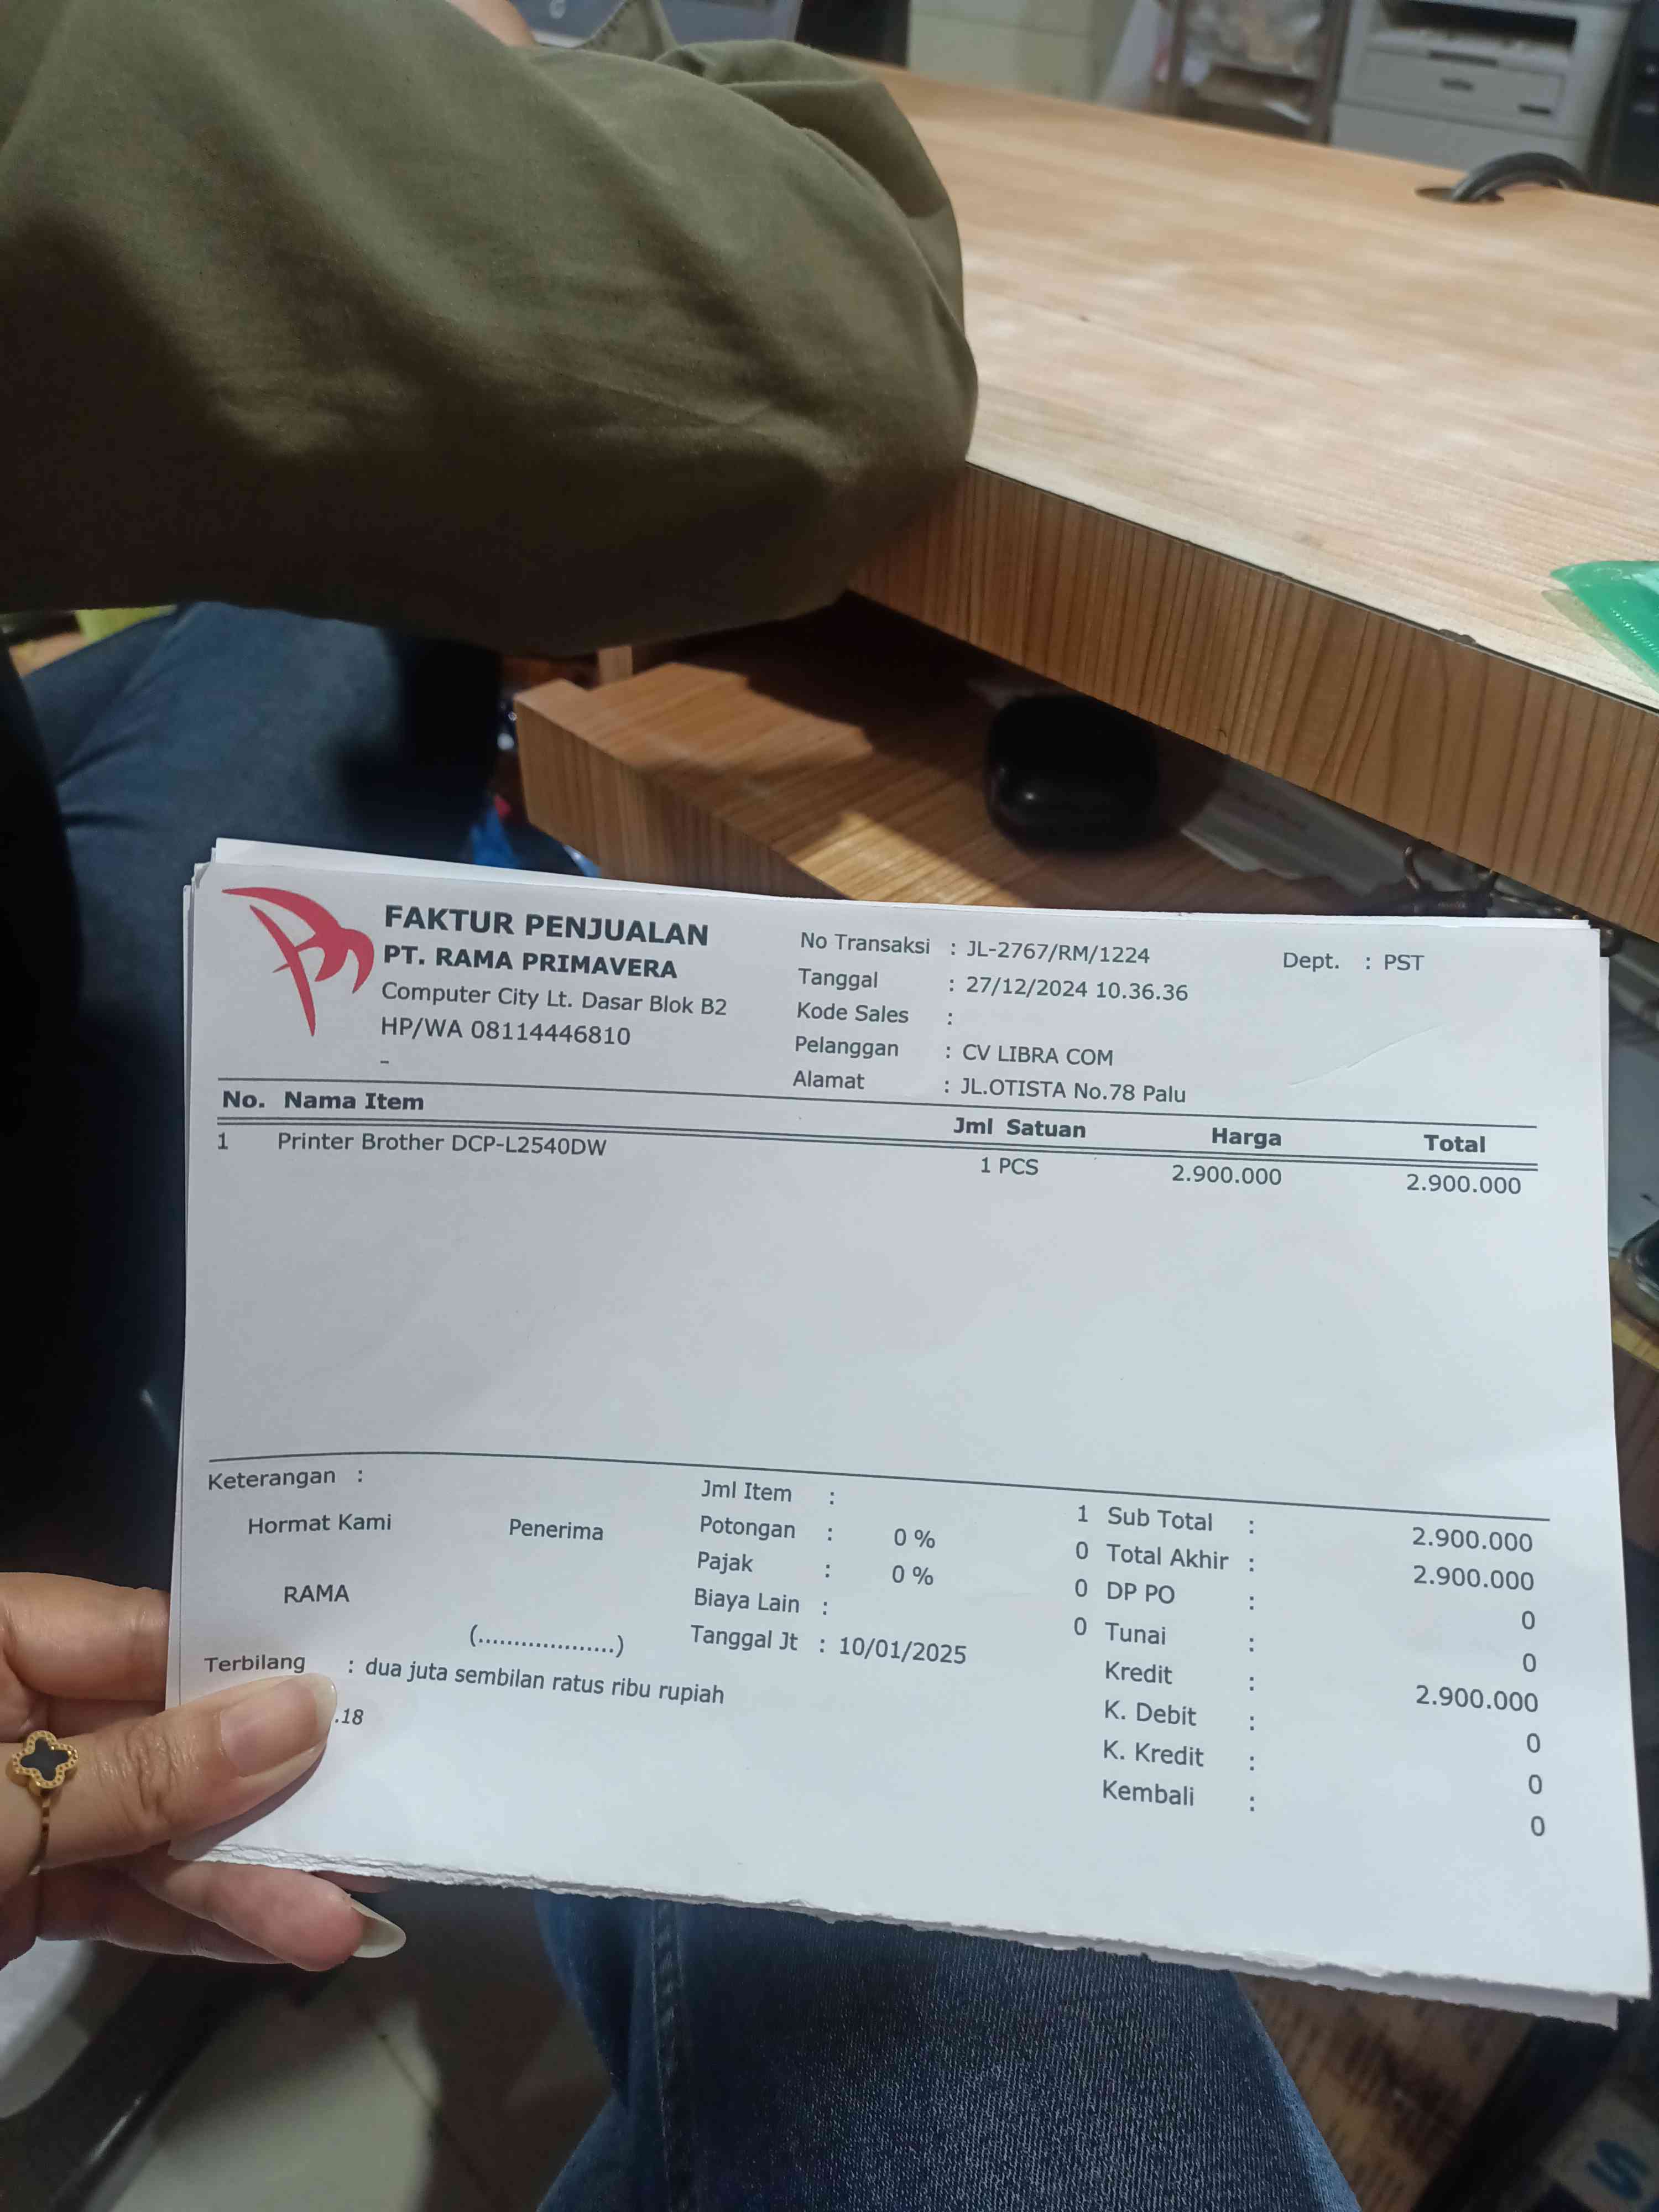 FAKTUR PENJUALAN
PT. RAMA PRIMAVERA
Computer City Lt. Dasar Blok B2
HP/WA 08114446810
-
No Transaksi : JL-2767/RM/1224
Tanggal : 27/12/2024 10.36.36
Kode Sales :
Pelanggan : CV LIBRA COM
Alamat : JL.OTISTA No.78 Palu
Dept. : PST
No. Nama Item Jml Satuan Harga Total
1 Printer Brother DCP-L2540DW 1 PCS 2.900.000 2.900.000
Keterangan :
Hormat Kami Penerima
RAMA
(...................)
Jml Item : 1
Potongan : 0 % 0
Pajak : 0 % 0
Biaya Lain : 0
Tanggal Jt : 10/01/2025
Sub Total : 2.900.000
Total Akhir : 2.900.000
DP PO : 0
Tunai : 0
Kredit : 2.900.000
K. Debit : 0
K. Kredit : 0
Kembali : 0
Terbilang : dua juta sembilan ratus ribu rupiah
.18